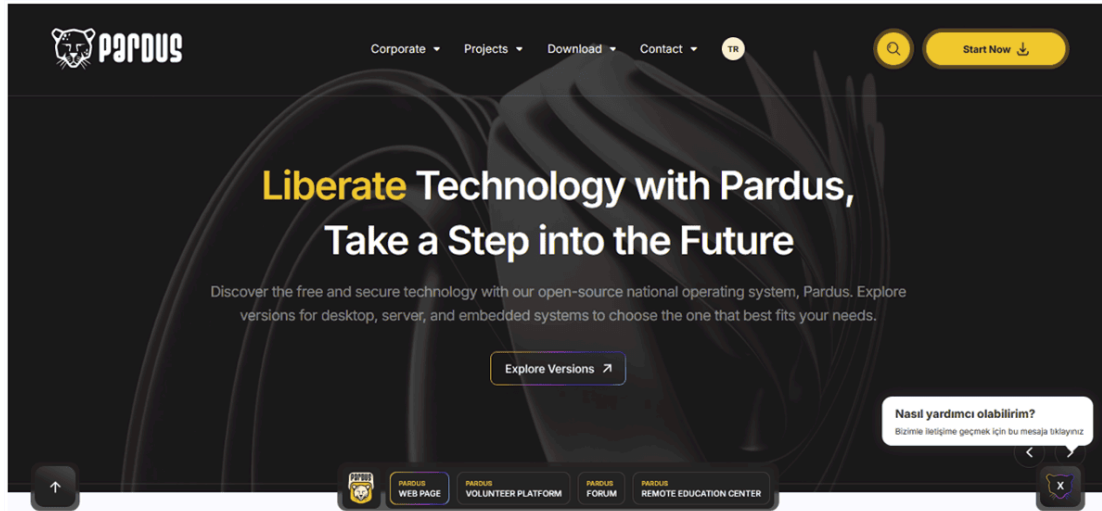 PARDUS
Corporate Projects Download Contact TR
Start Now
Liberate Technology with Pardus,
Take a Step into the Future
Discover the free and secure technology with our open-source national operating system, Pardus. Explore
versions for desktop, server, and embedded systems to choose the one that best fits your needs.
Explore Versions
Nasıl yardımcı olabilirim?
Bizimle iletişime geçmek için bu mesaja tıklayınız
PARDUS
PARDUS
WEB PAGE
PARDUS
VOLUNTEER PLATFORM
PARDUS
FORUM
PARDUS
REMOTE EDUCATION CENTER
X